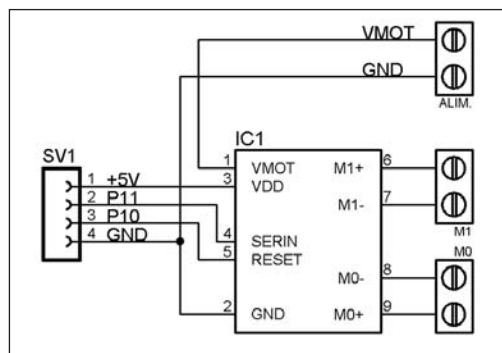 VMOT
GND
ALIM.
IC1
SV1
1 +5V
2 P11
3 P10
4 GND
1 VMOT
3 VDD
4 SERIN
5 RESET
2 GND
M1+ 6
M1- 7
M1
M0
M0- 8
M0+ 9